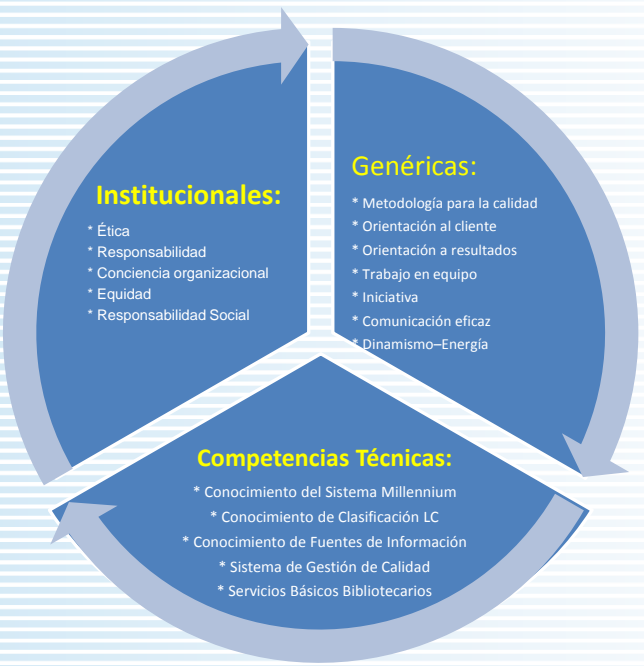 Institucionales:
* Ética
* Responsabilidad
* Conciencia organizacional
* Equidad
* Responsabilidad Social
Genéricas:
* Metodología para la calidad
* Orientación al cliente
* Orientación a resultados
* Trabajo en equipo
* Iniciativa
* Comunicación eficaz
* Dinamismo–Energía
Competencias Técnicas:
* Conocimiento del Sistema Millennium
* Conocimiento de Clasificación LC
* Conocimiento de Fuentes de Información
* Sistema de Gestión de Calidad
* Servicios Básicos Bibliotecarios